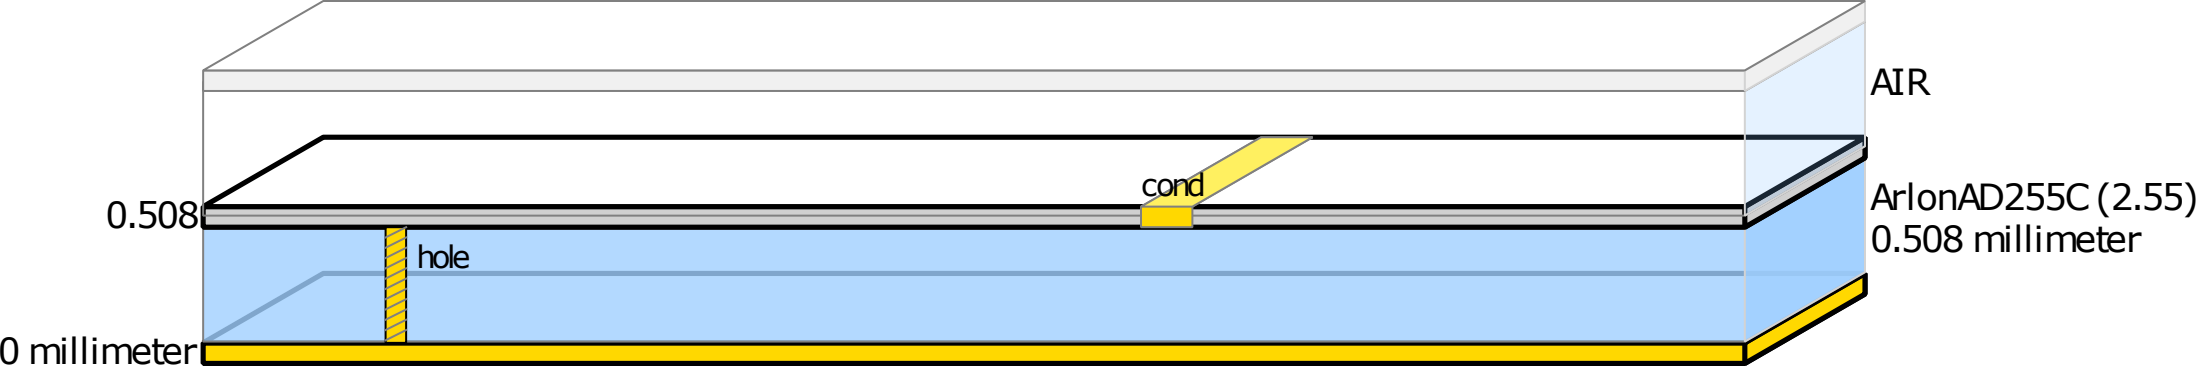 AIR
cond
ArlonAD255C (2.55)
0.508
0.508 millimeter
hole
0 millimeter